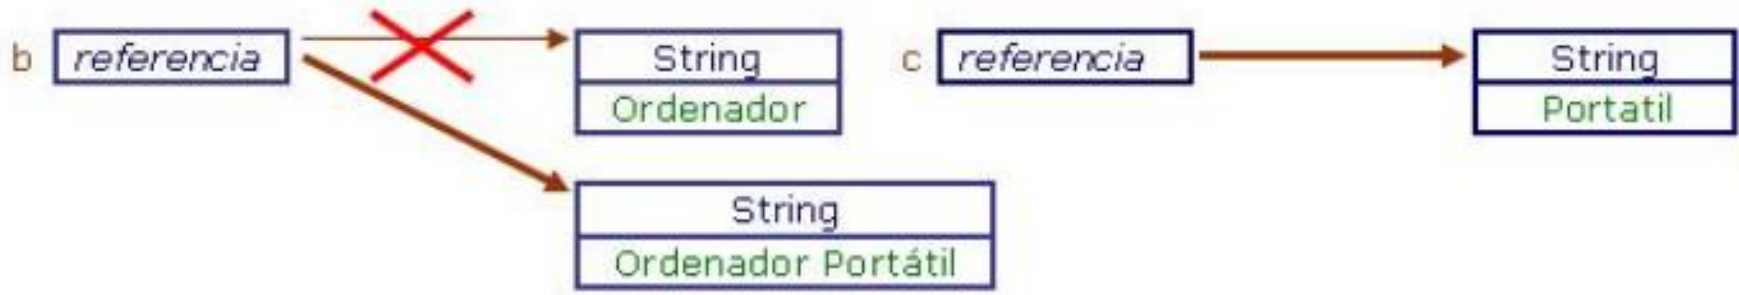 b referencia String c referencia String
Ordenador Portatil
String
Ordenador Portátil